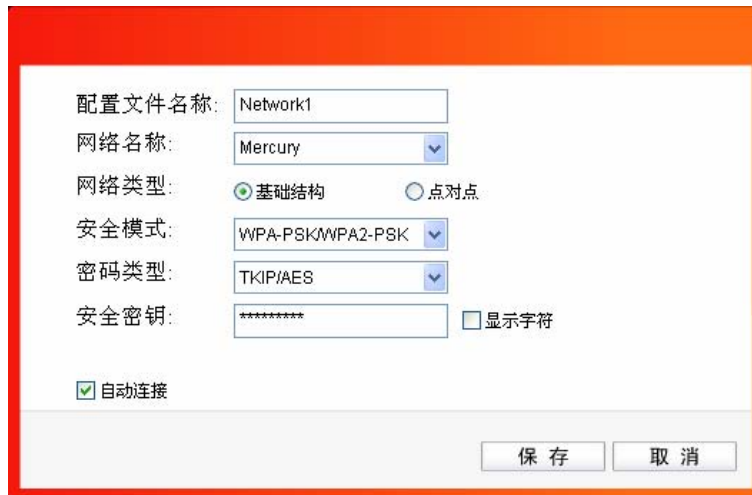 配置文件名称: Network1
网络名称: Mercury
网络类型: 基础结构 点对点
安全模式: WPA-PSK/WPA2-PSK
密码类型: TKIP/AES
安全密钥: ********* 显示字符
自动连接
保存 取消